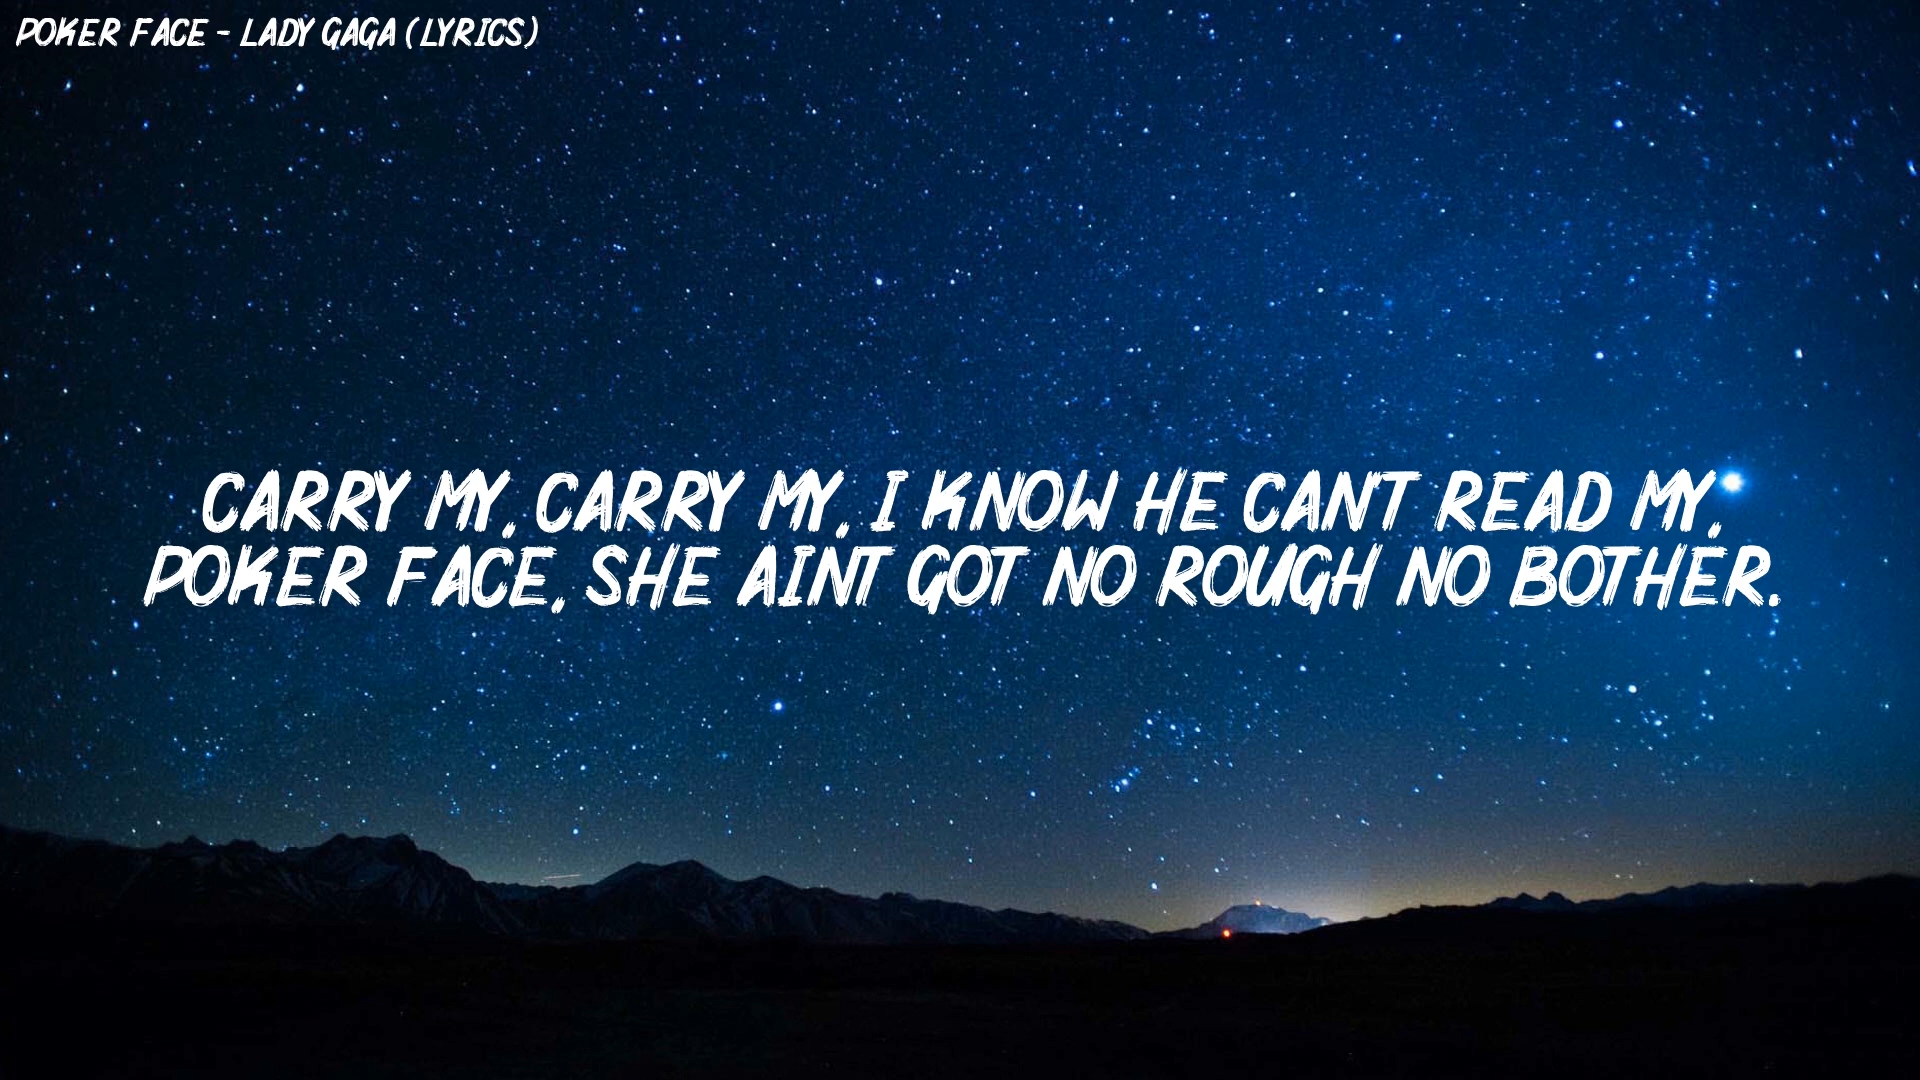 POKER FACE - LADY GAGA (LYRICS)
CARRY MY, CARRY MY, I KNOW HE CANT READ MY,
POKER FACE, SHE AINT GOT NO ROUGH NO BOTHER.